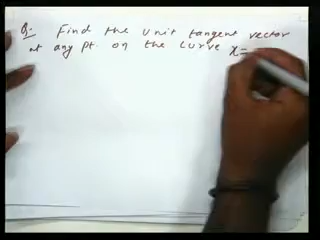 Q. Find the unit tangent vector
at any pt. on the curve x=